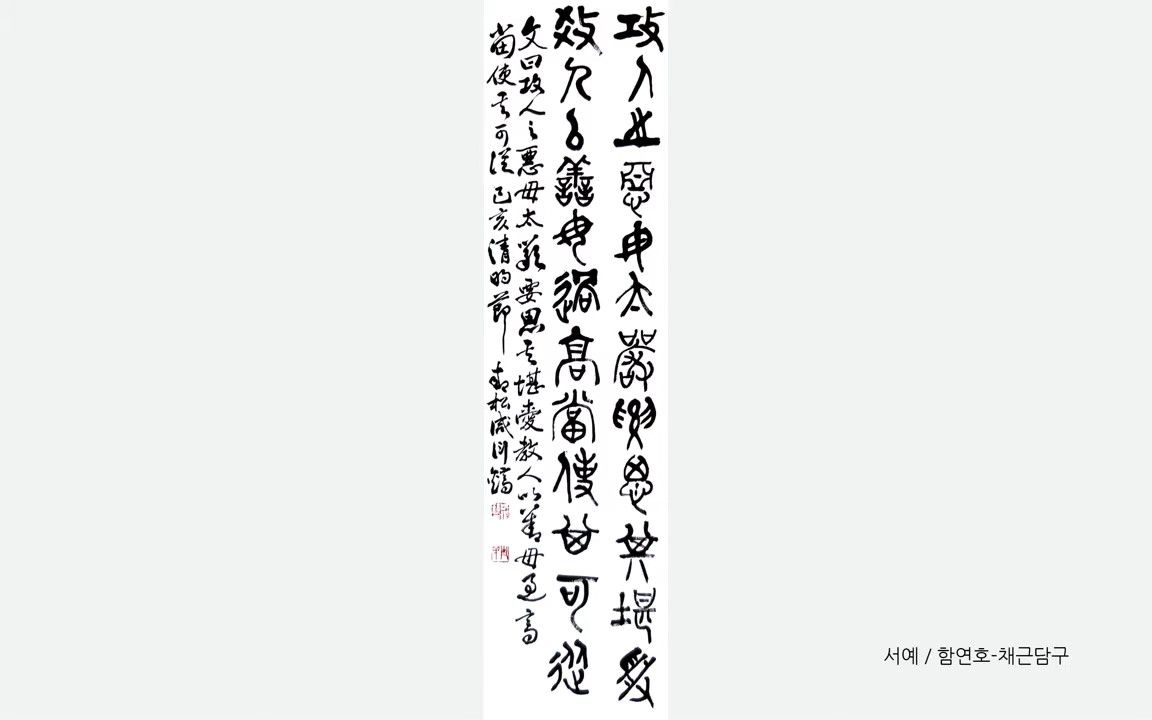 攻人之惡毋太嚴要思其堪受
教人以善毋過高當使其可從
文曰攻人之惡毋太嚴要思其堪受教人以善毋過高
當使其可從己亥清明節松咸鎬
서예 / 함연호-채근담구